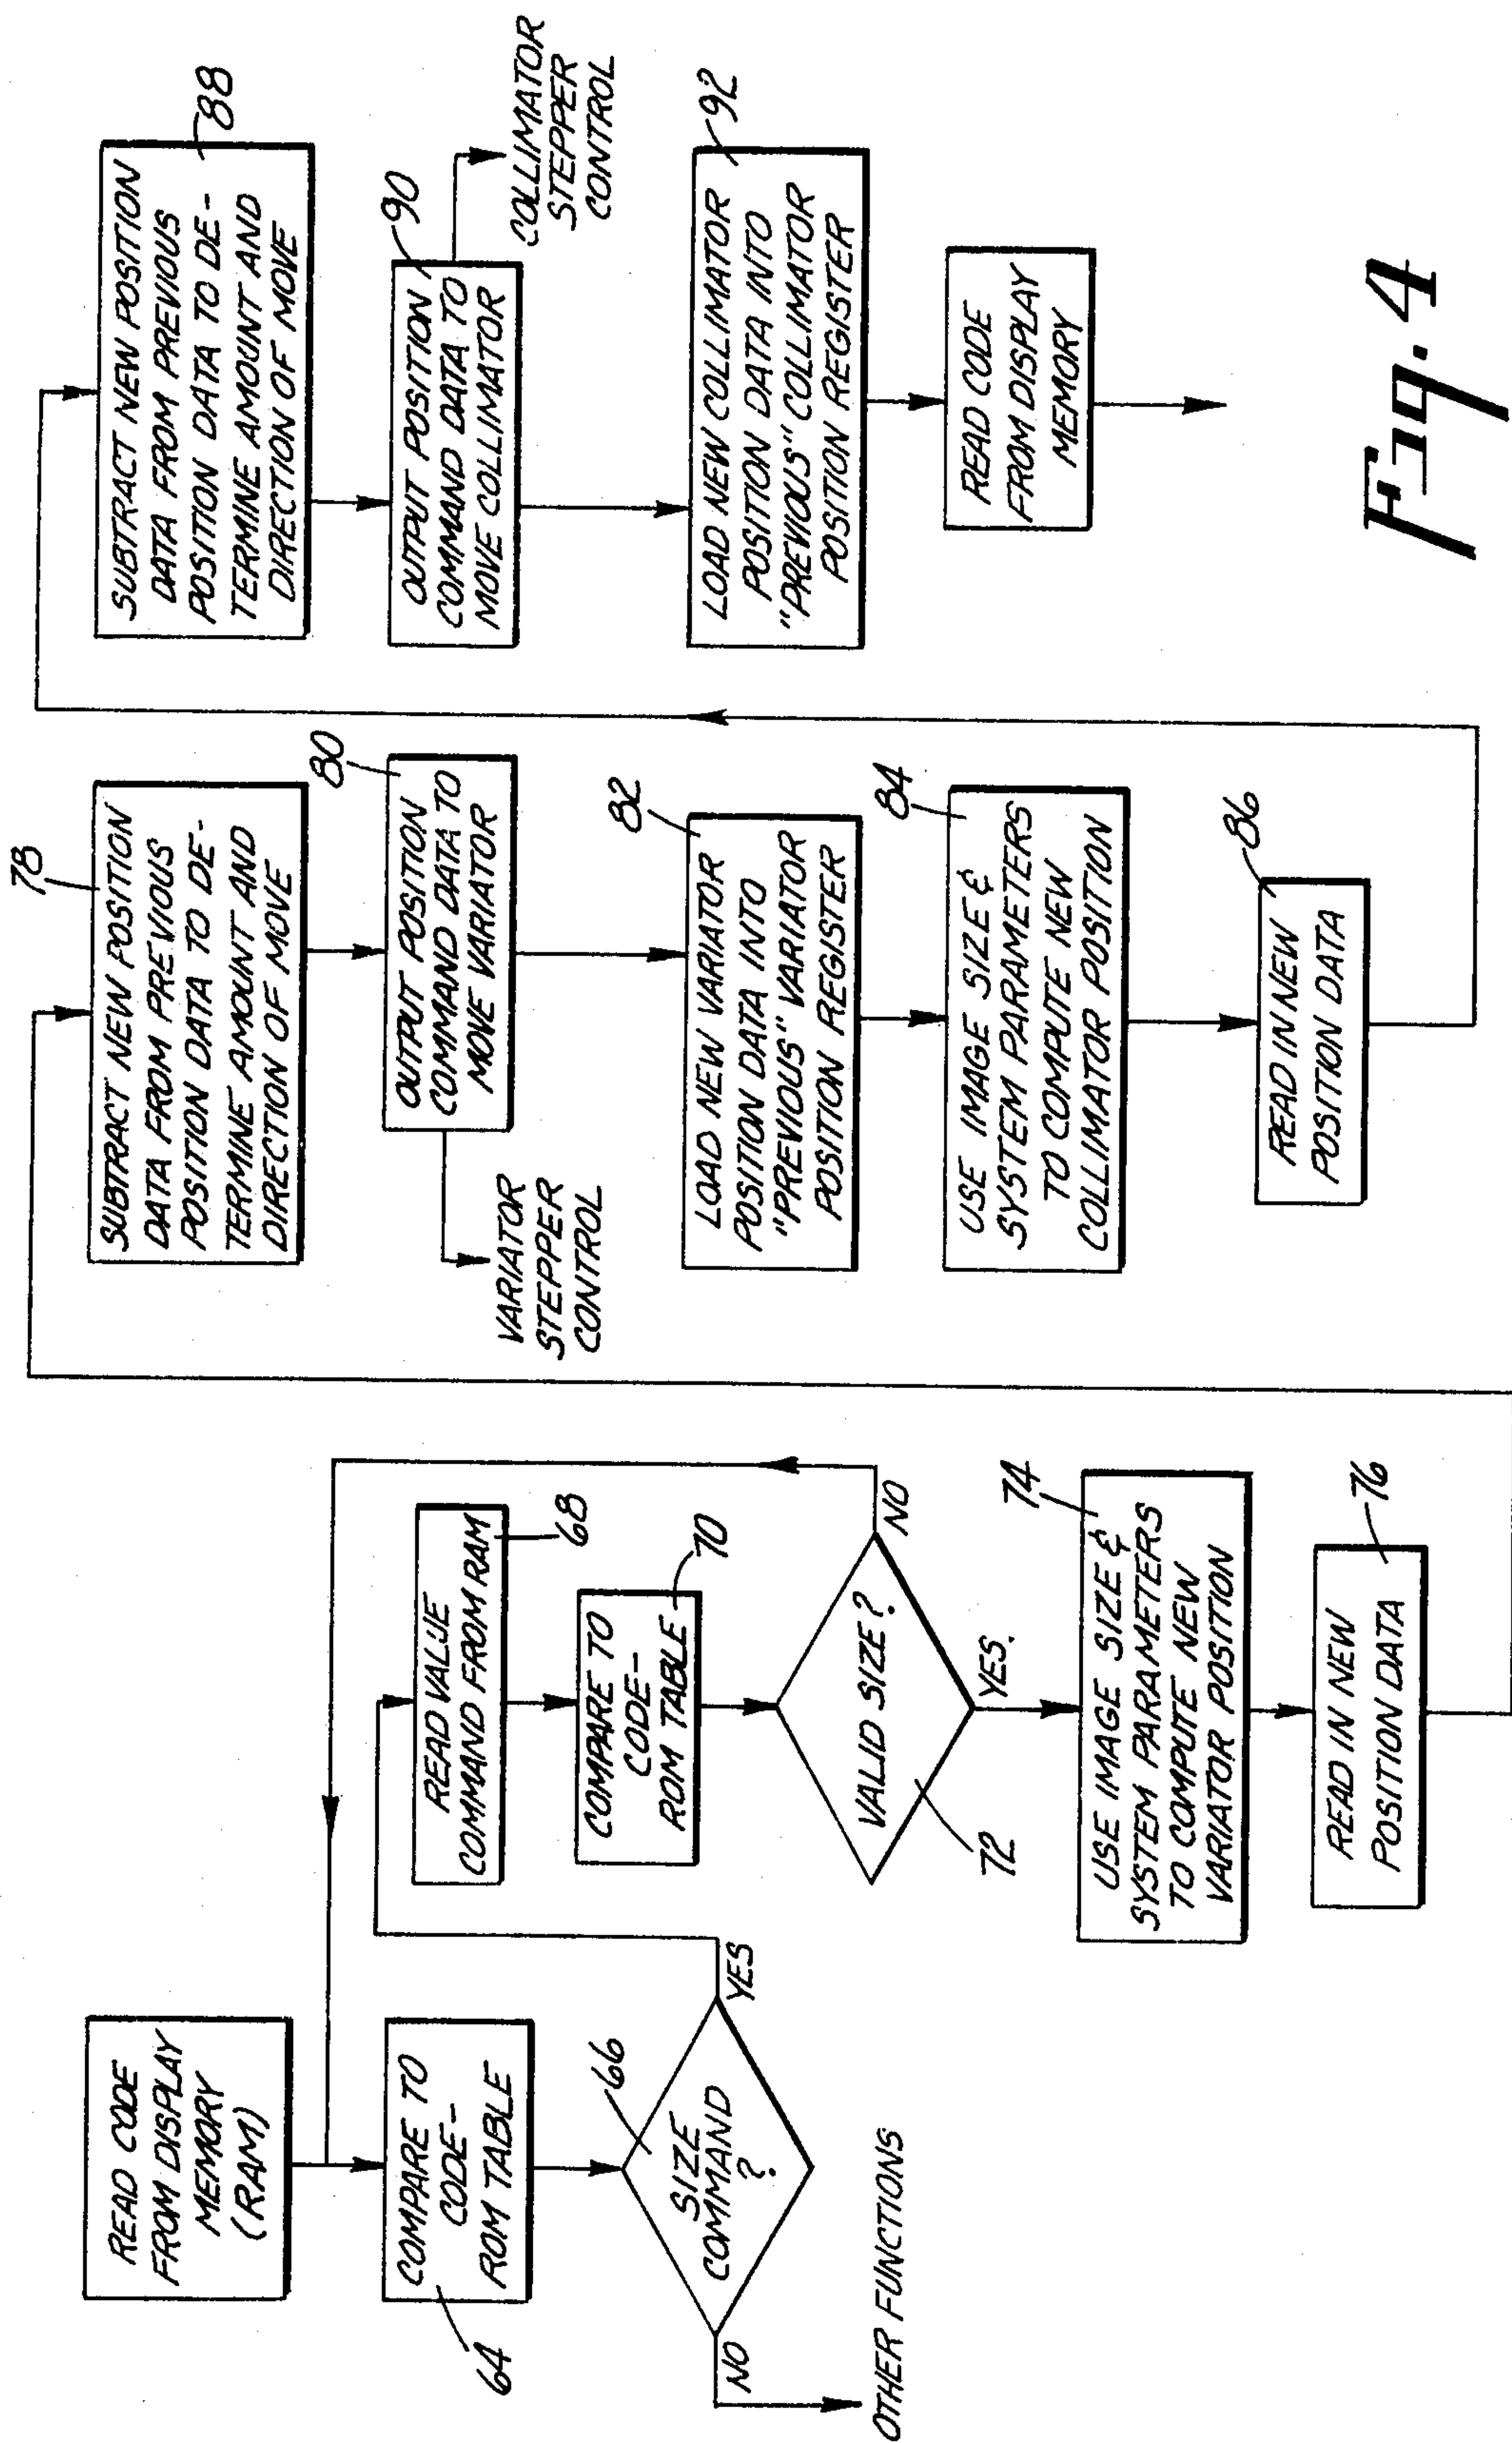 READ CODE
FROM DISPLAY
MEMORY
(RAM)
COMPARE TO
CODE-
ROM TABLE
64
SIZE
COMMAND
?
66
NO
YES
OTHER FUNCTIONS
READ VALUE
COMMAND FROM RAM
68
COMPARE TO
CODE-
ROM TABLE
70
VALID SIZE?
72
NO
YES.
USE IMAGE SIZE &
SYSTEM PARAMETERS
TO COMPUTE NEW
VARIATOR POSITION
74
READ IN NEW
POSITION DATA
76
SUBTRACT NEW POSITION
DATA FROM PREVIOUS
POSITION DATA TO DE-
TERMINE AMOUNT AND
DIRECTION OF MOVE
78
OUTPUT POSITION
COMMAND DATA TO
MOVE VARIATOR
80
VARIATOR
STEPPER
CONTROL
LOAD NEW VARIATOR
POSITION DATA INTO
"PREVIOUS" VARIATOR
POSITION REGISTER
82
USE IMAGE SIZE &
SYSTEM PARAMETERS
TO COMPUTE NEW
COLLIMATOR POSITION
84
READ IN NEW
POSITION DATA
86
SUBTRACT NEW POSITION
DATA FROM PREVIOUS
POSITION DATA TO DE-
TERMINE AMOUNT AND
DIRECTION OF MOVE
88
OUTPUT POSITION
COMMAND DATA TO
MOVE COLLIMATOR
90
COLLIMATOR
STEPPER
CONTROL
LOAD NEW COLLIMATOR
POSITION DATA INTO
"PREVIOUS" COLLIMATOR
POSITION REGISTER
92
READ CODE
FROM DISPLAY
MEMORY
Fig. 4